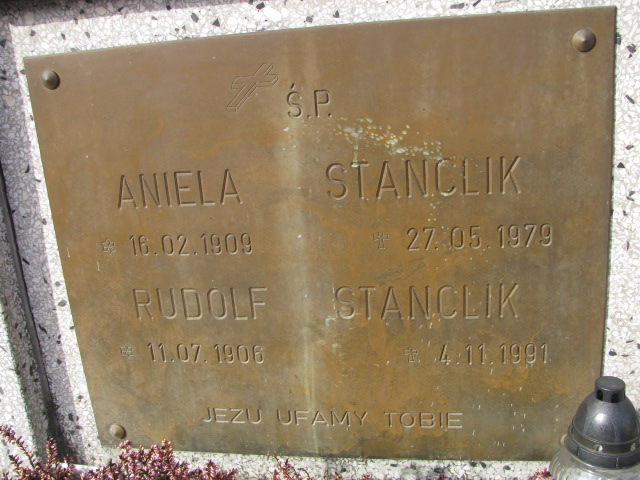 Ś.P.
ANIELA STANCLIK
* 16.02.1909 ✝ 27.05.1979
RUDOLF STANCLIK
* 11.07.1906 ✝ 4.11.1991
JEZU UFAMY TOBIE